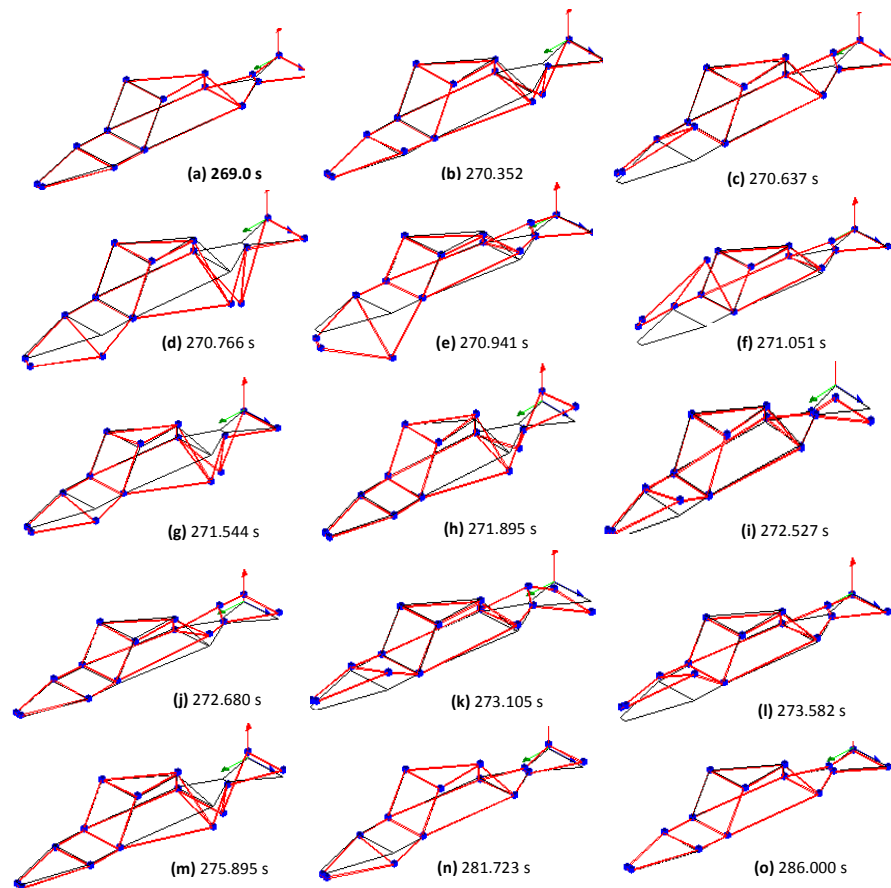 (a) 269.0 s
(b) 270.352
(c) 270.637 s
(d) 270.766 s
(e) 270.941 s
(f) 271.051 s
(g) 271.544 s
(h) 271.895 s
(i) 272.527 s
(j) 272.680 s
(k) 273.105 s
(l) 273.582 s
(m) 275.895 s
(n) 281.723 s
(o) 286.000 s